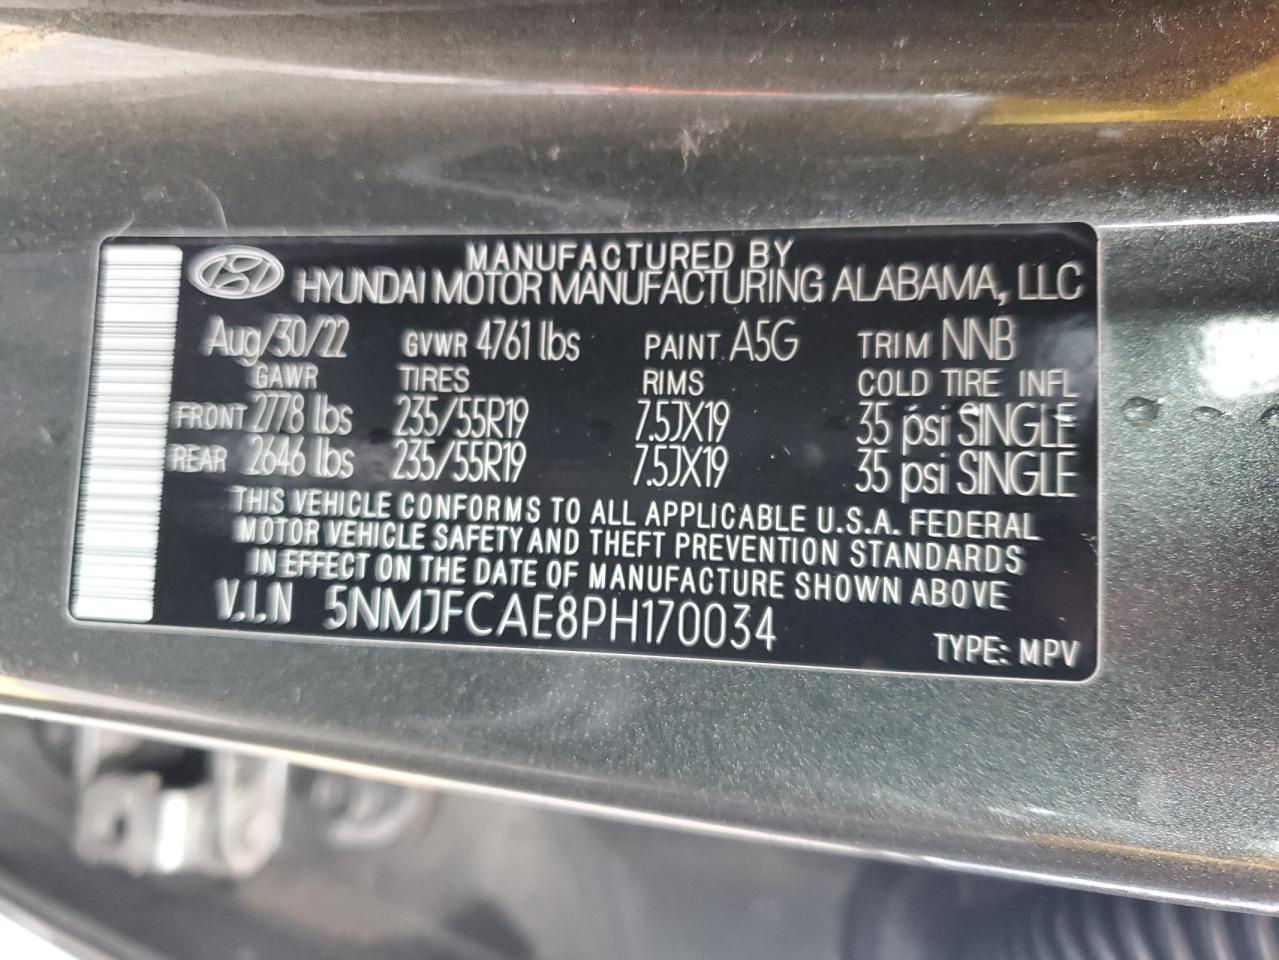 MANUFACTURED BY
HYUNDAI MOTOR MANUFACTURING ALABAMA, LLC
Aug/30/22 GVWR 4761 lbs PAINT A5G TRIM NNB
GAWR TIRES RIMS COLD TIRE INFL
FRONT 2778 lbs 235/55R19 7.5JX19 35 psi SINGLE
REAR 2646 lbs 235/55R19 7.5JX19 35 psi SINGLE
THIS VEHICLE CONFORMS TO ALL APPLICABLE U.S.A. FEDERAL
MOTOR VEHICLE SAFETY AND THEFT PREVENTION STANDARDS
IN EFFECT ON THE DATE OF MANUFACTURE SHOWN ABOVE
V.I.N 5NMJFCAE8PH170034
TYPE: MPV